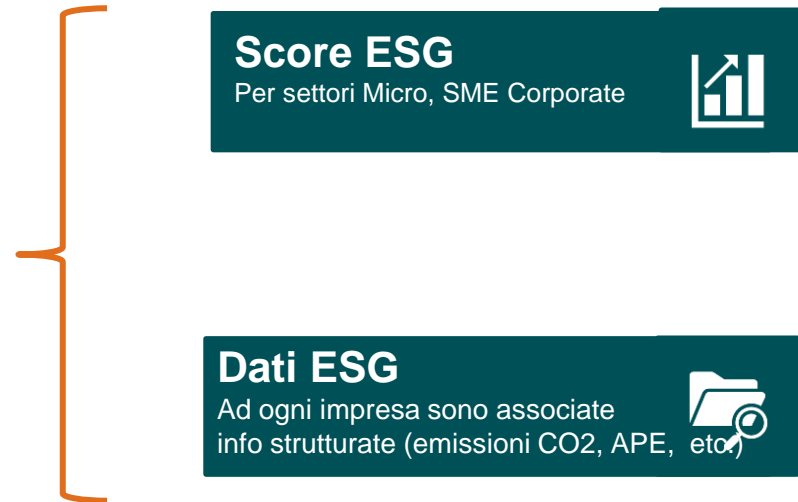 Score ESG
Per settori Micro, SME Corporate
Dati ESG
Ad ogni impresa sono associate
info strutturate (emissioni CO2, APE, etc.)